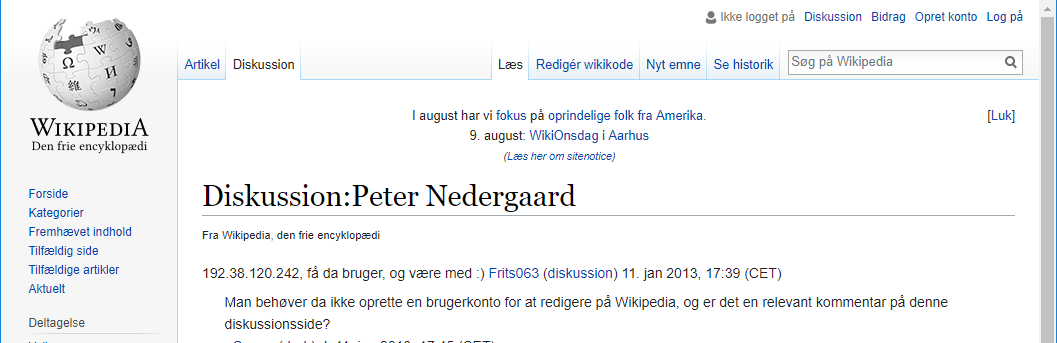 Ikke logget på Diskussion Bidrag Opret konto Log på
Artikel Diskussion Læs Redigér wikikode Nyt emne Se historik Søg på Wikipedia
WIKIPEDIA
Den frie encyklopædi
I august har vi fokus på oprindelige folk fra Amerika. [Luk]
9. august: WikiOnsdag i Aarhus
(Læs her om sitenotice)
Diskussion:Peter Nedergaard
Fra Wikipedia, den frie encyklopædi
192.38.120.242, få da bruger, og være med :) Frits063 (diskussion) 11. jan 2013, 17:39 (CET)
Man behøver da ikke oprette en brugerkonto for at redigere på Wikipedia, og er det en relevant kommentar på denne
diskussionsside?
Forside
Kategorier
Fremhævet indhold
Tilfældig side
Tilfældige artikler
Aktuelt
Deltagelse